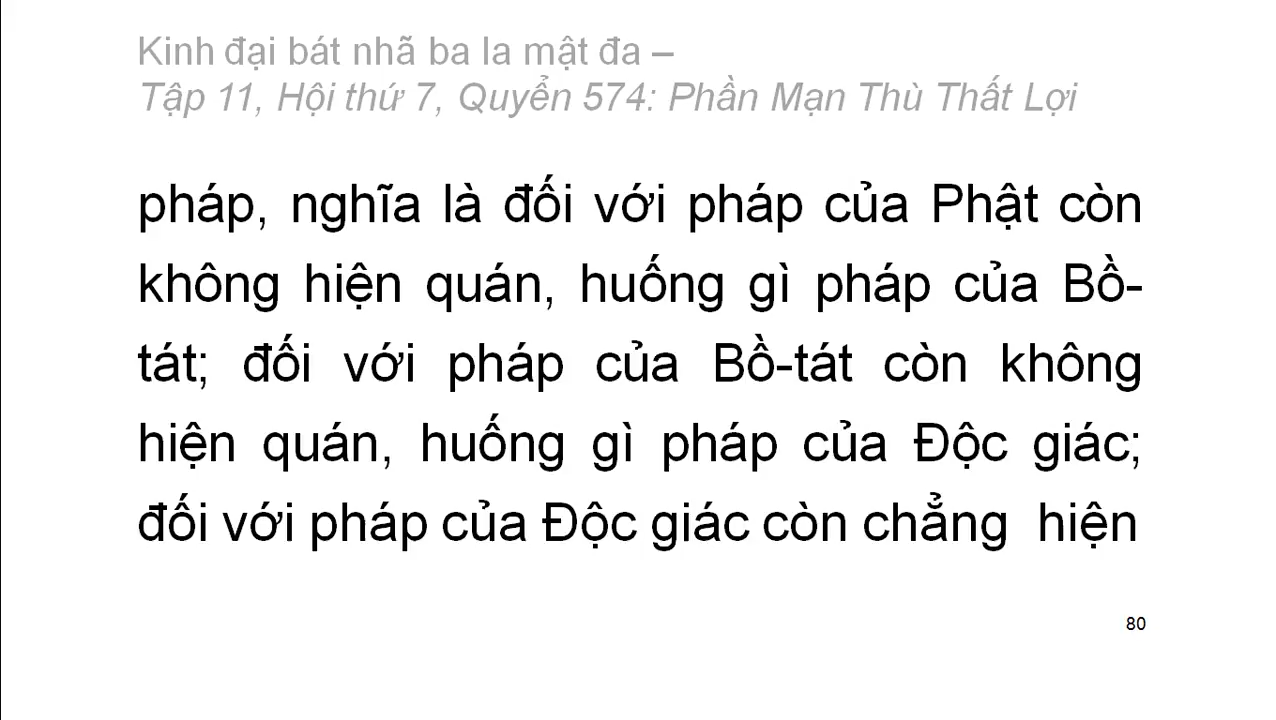 Kinh đại bát nhã ba la mật đa –
Tập 11, Hội thứ 7, Quyển 574: Phần Mạn Thù Thất Lợi
pháp, nghĩa là đối với pháp của Phật còn
không hiện quán, huống gì pháp của Bồ-
tát; đối với pháp của Bồ-tát còn không
hiện quán, huống gì pháp của Độc giác;
đối với pháp của Độc giác còn chẳng hiện
80